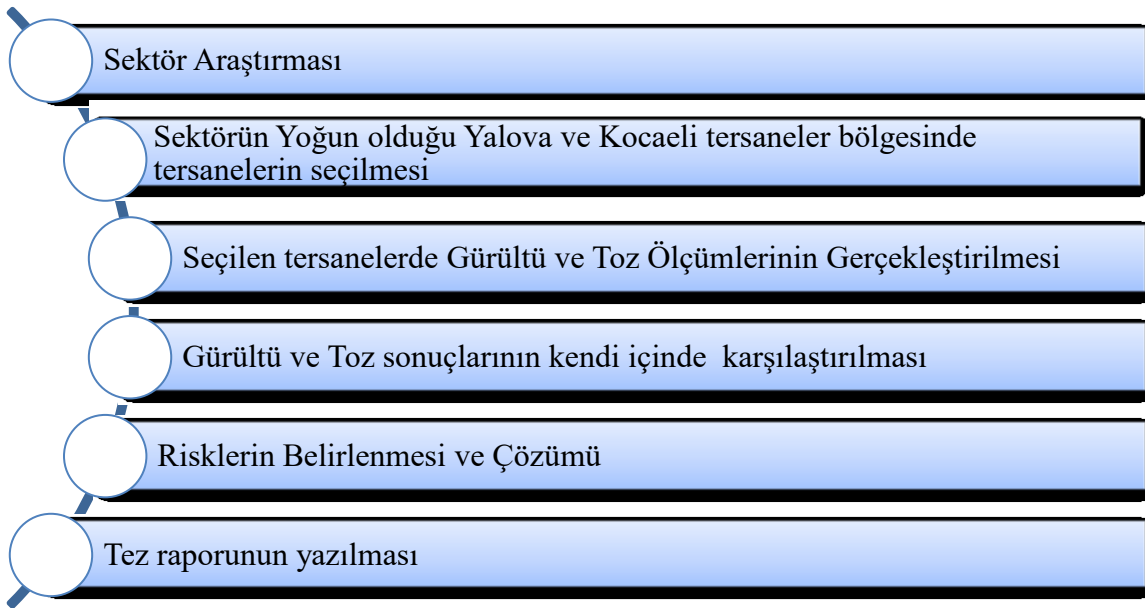 Sektör Araştırması
Sektörün Yoğun olduğu Yalova ve Kocaeli tersaneler bölgesinde
tersanelerin seçilmesi
Seçilen tersanelerde Gürültü ve Toz Ölçümlerinin Gerçekleştirilmesi
Gürültü ve Toz sonuçlarının kendi içinde karşılaştırılması
Risklerin Belirlenmesi ve Çözümü
Tez raporunun yazılması